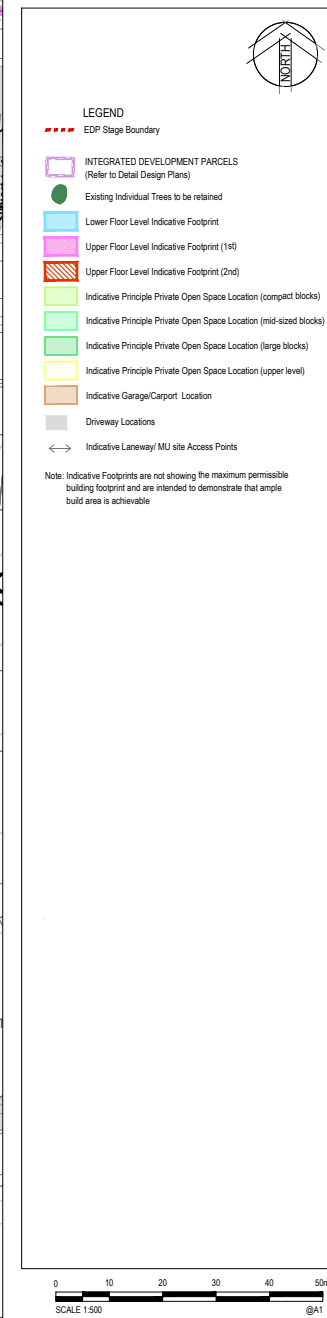 NORTH
LEGEND
EDP Stage Boundary
INTEGRATED DEVELOPMENT PARCELS
(Refer to Detail Design Plans)
Existing Individual Trees to be retained
Lower Floor Level Indicative Footprint
Upper Floor Level Indicative Footprint (1st)
Upper Floor Level Indicative Footprint (2nd)
Indicative Principle Private Open Space Location (compact blocks)
Indicative Principle Private Open Space Location (mid-sized blocks)
Indicative Principle Private Open Space Location (large blocks)
Indicative Principle Private Open Space Location (upper level)
Indicative Garage/Carport Location
Driveway Locations
Indicative Laneway/ MU site Access Points
Note: Indicative Footprints are not showing the maximum permissible
building footprint and are intended to demonstrate that ample
build area is achievable
0 10 20 30 40 50m
SCALE 1:500 @A1